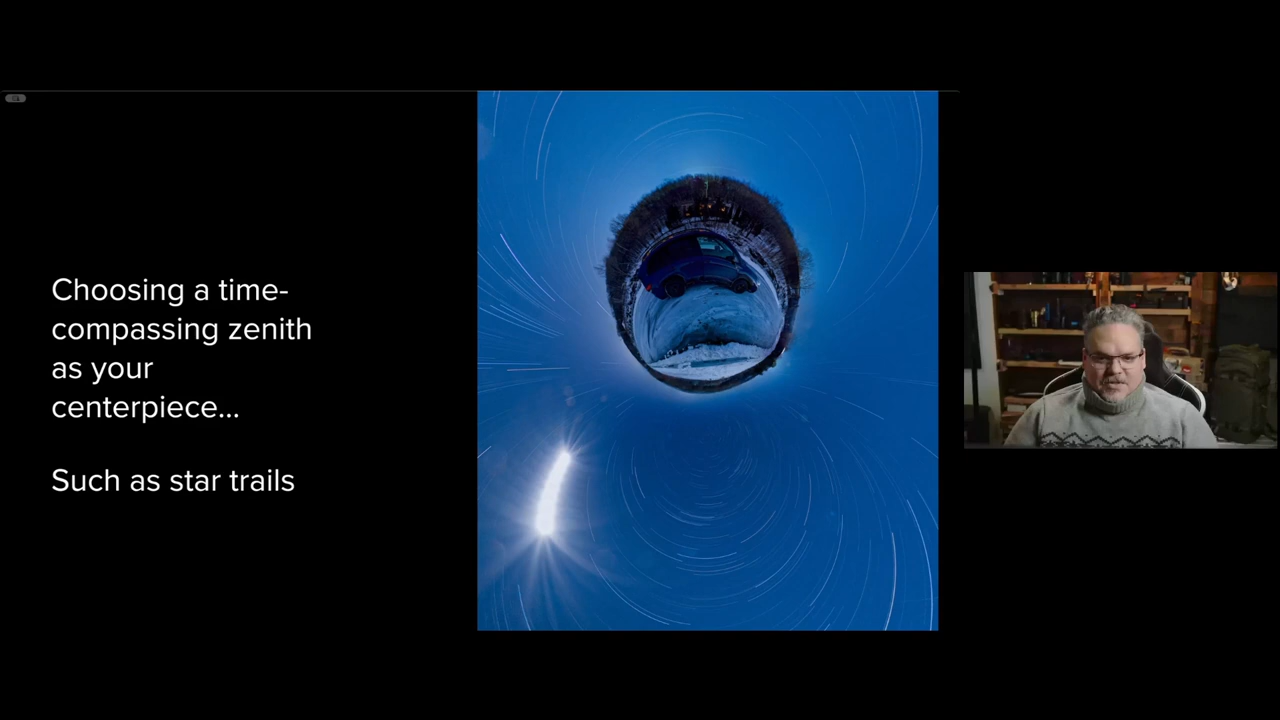 Choosing a time-
compassing zenith
as your
centerpiece...
Such as star trails